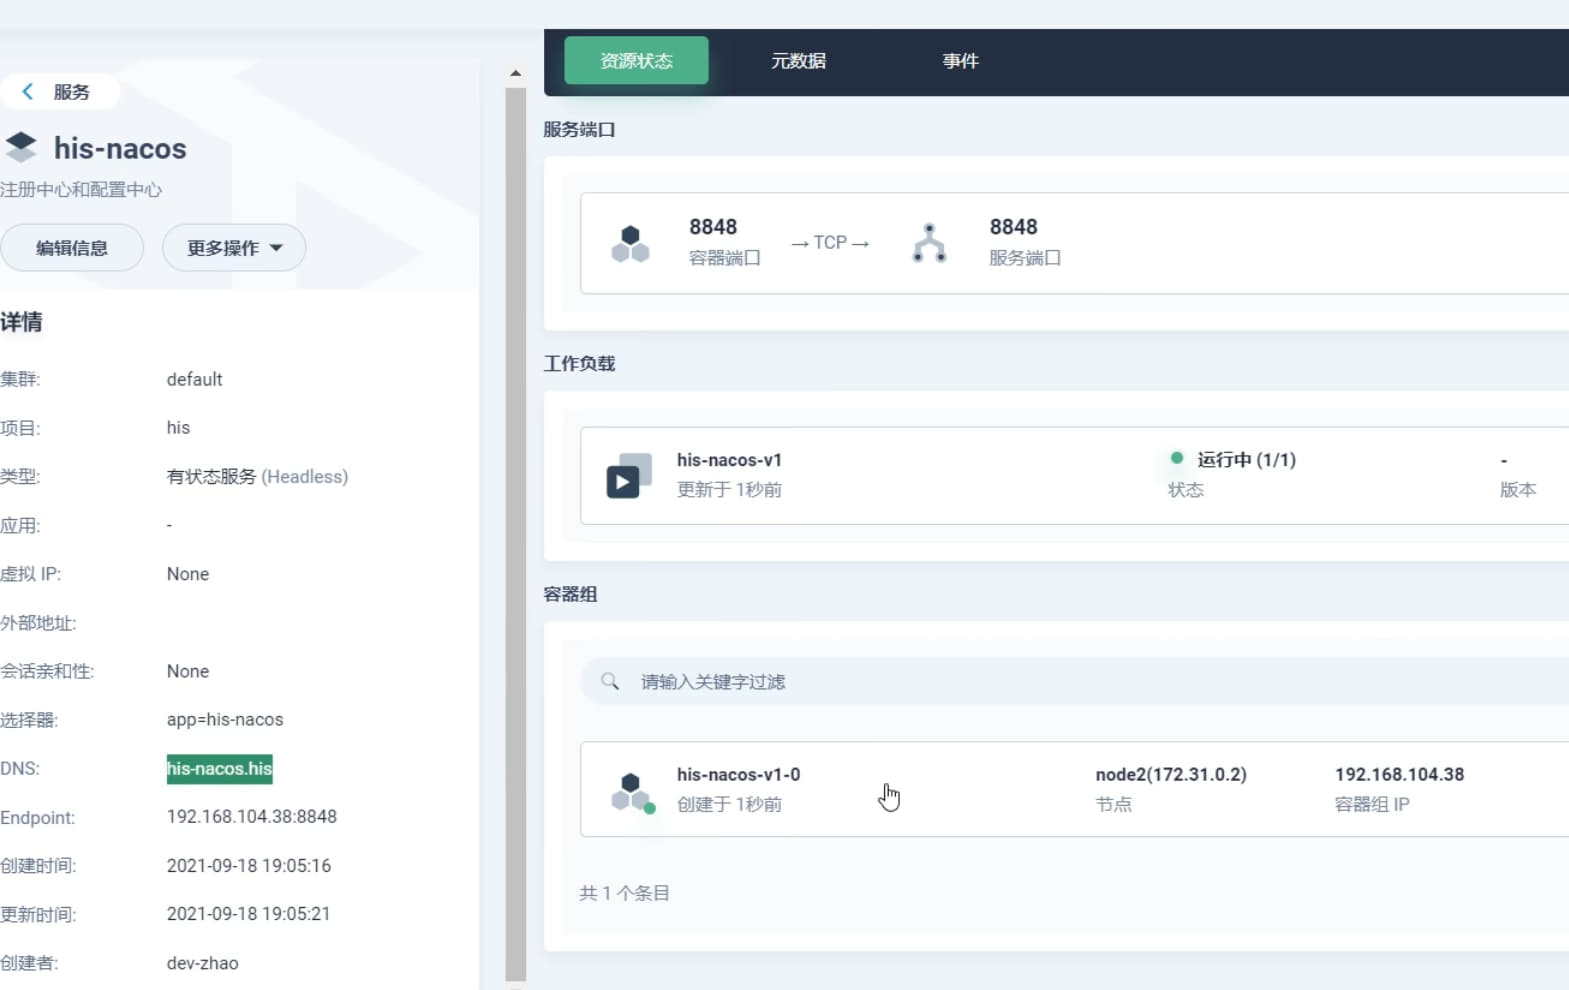 服务
his-nacos
注册中心和配置中心
编辑信息
更多操作
详情
集群: default
项目: his
类型: 有状态服务 (Headless)
应用: -
虚拟 IP: None
外部地址:
会话亲和性: None
选择器: app=his-nacos
DNS: his-nacos.his
Endpoint: 192.168.104.38:8848
创建时间: 2021-09-18 19:05:16
更新时间: 2021-09-18 19:05:21
创建者: dev-zhao
资源状态 元数据 事件
服务端口
8848 →TCP→ 8848
容器端口 服务端口
工作负载
his-nacos-v1 运行中 (1/1) -
更新于 1秒前 状态 版本
容器组
请输入关键字过滤
his-nacos-v1-0 node2(172.31.0.2) 192.168.104.38
创建于 1秒前 节点 容器组 IP
共 1 个条目